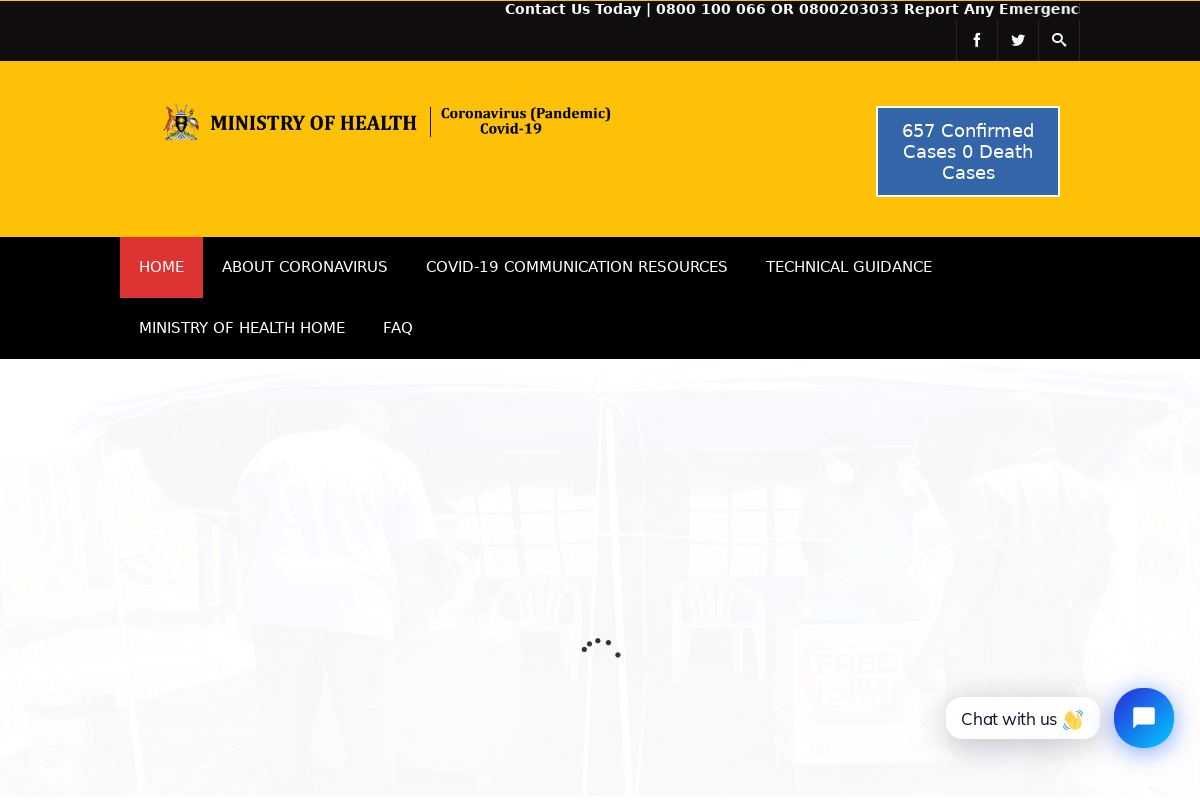 Contact Us Today | 0800 100 066 OR 0800203033 Report Any Emergenc
MINISTRY OF HEALTH
Coronavirus (Pandemic)
Covid-19
657 Confirmed
Cases 0 Death
Cases
HOME
ABOUT CORONAVIRUS
COVID-19 COMMUNICATION RESOURCES
TECHNICAL GUIDANCE
MINISTRY OF HEALTH HOME
FAQ
FREE
SIM
Chat with us 👋